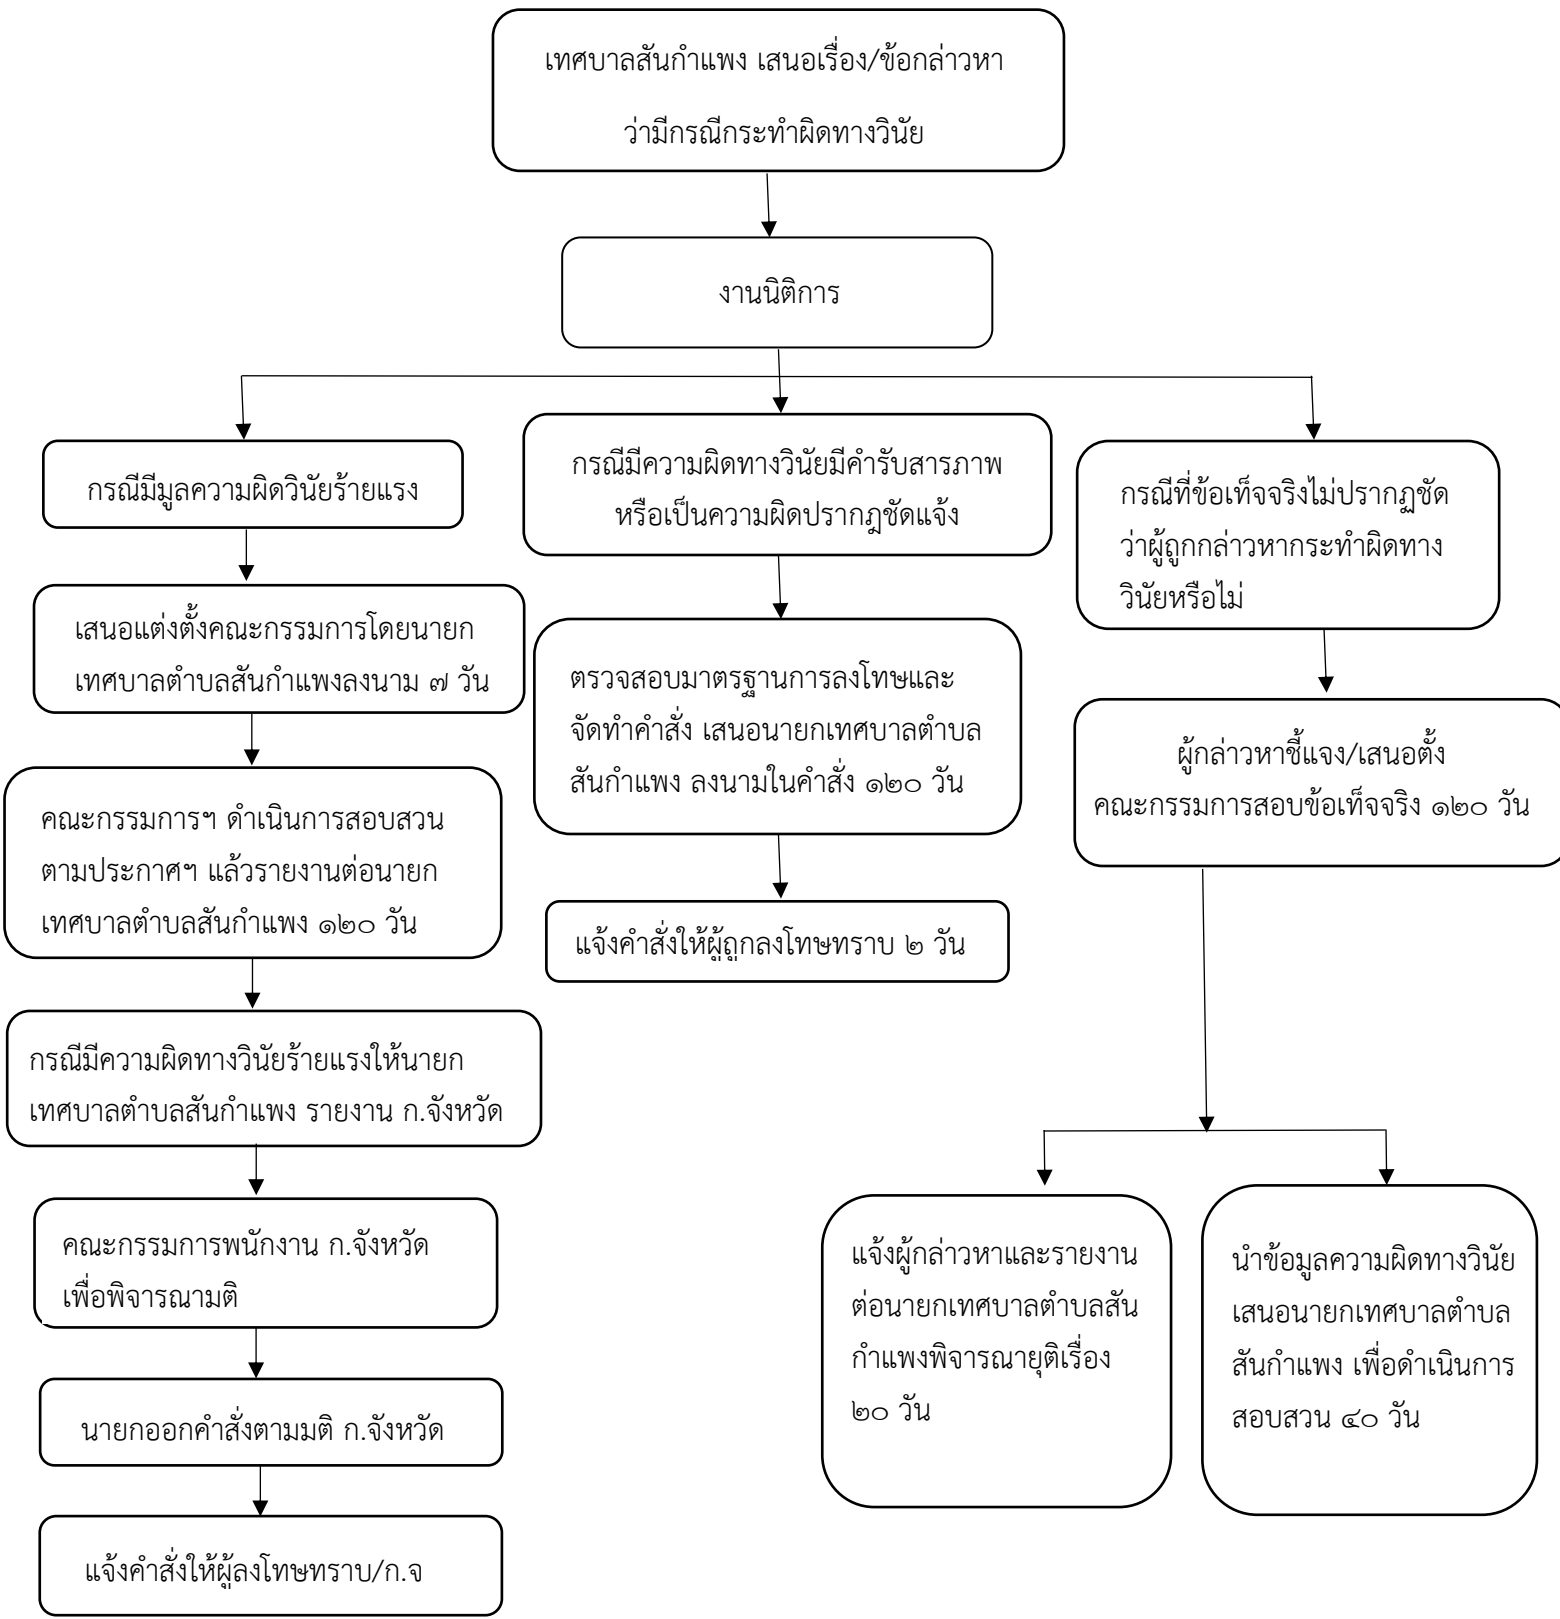 เทศบาลสันกำแพง เสนอเรื่อง/ข้อกล่าวหา
ว่ามีกรณีกระทำผิดทางวินัย
งานนิติการ
กรณีมีมูลความผิดวินัยร้ายแรง
เสนอแต่งตั้งคณะกรรมการโดยนายก
เทศบาลตำบลสันกำแพงลงนาม ๗ วัน
คณะกรรมการฯ ดำเนินการสอบสวน
ตามประกาศฯ แล้วรายงานต่อนายก
เทศบาลตำบลสันกำแพง ๑๒๐ วัน
กรณีมีความผิดทางวินัยร้ายแรงให้นายก
เทศบาลตำบลสันกำแพง รายงาน ก.จังหวัด
คณะกรรมการพนักงาน ก.จังหวัด
เพื่อพิจารณามติ
นายกออกคำสั่งตามมติ ก.จังหวัด
แจ้งคำสั่งให้ผู้ลงโทษทราบ/ก.จ
กรณีมีความผิดทางวินัยมีคำรับสารภาพ
หรือเป็นความผิดปรากฎชัดแจ้ง
ตรวจสอบมาตรฐานการลงโทษและ
จัดทำคำสั่ง เสนอนายกเทศบาลตำบล
สันกำแพง ลงนามในคำสั่ง ๑๒๐ วัน
แจ้งคำสั่งให้ผู้ถูกลงโทษทราบ ๒ วัน
กรณีที่ข้อเท็จจริงไม่ปรากฏชัด
ว่าผู้ถูกกล่าวหากระทำผิดทาง
วินัยหรือไม่
ผู้กล่าวหาชี้แจง/เสนอตั้ง
คณะกรรมการสอบข้อเท็จจริง ๑๒๐ วัน
แจ้งผู้กล่าวหาและรายงาน
ต่อนายกเทศบาลตำบลสัน
กำแพงพิจารณายุติเรื่อง
๒๐ วัน
นำข้อมูลความผิดทางวินัย
เสนอนายกเทศบาลตำบล
สันกำแพง เพื่อดำเนินการ
สอบสวน ๔๐ วัน